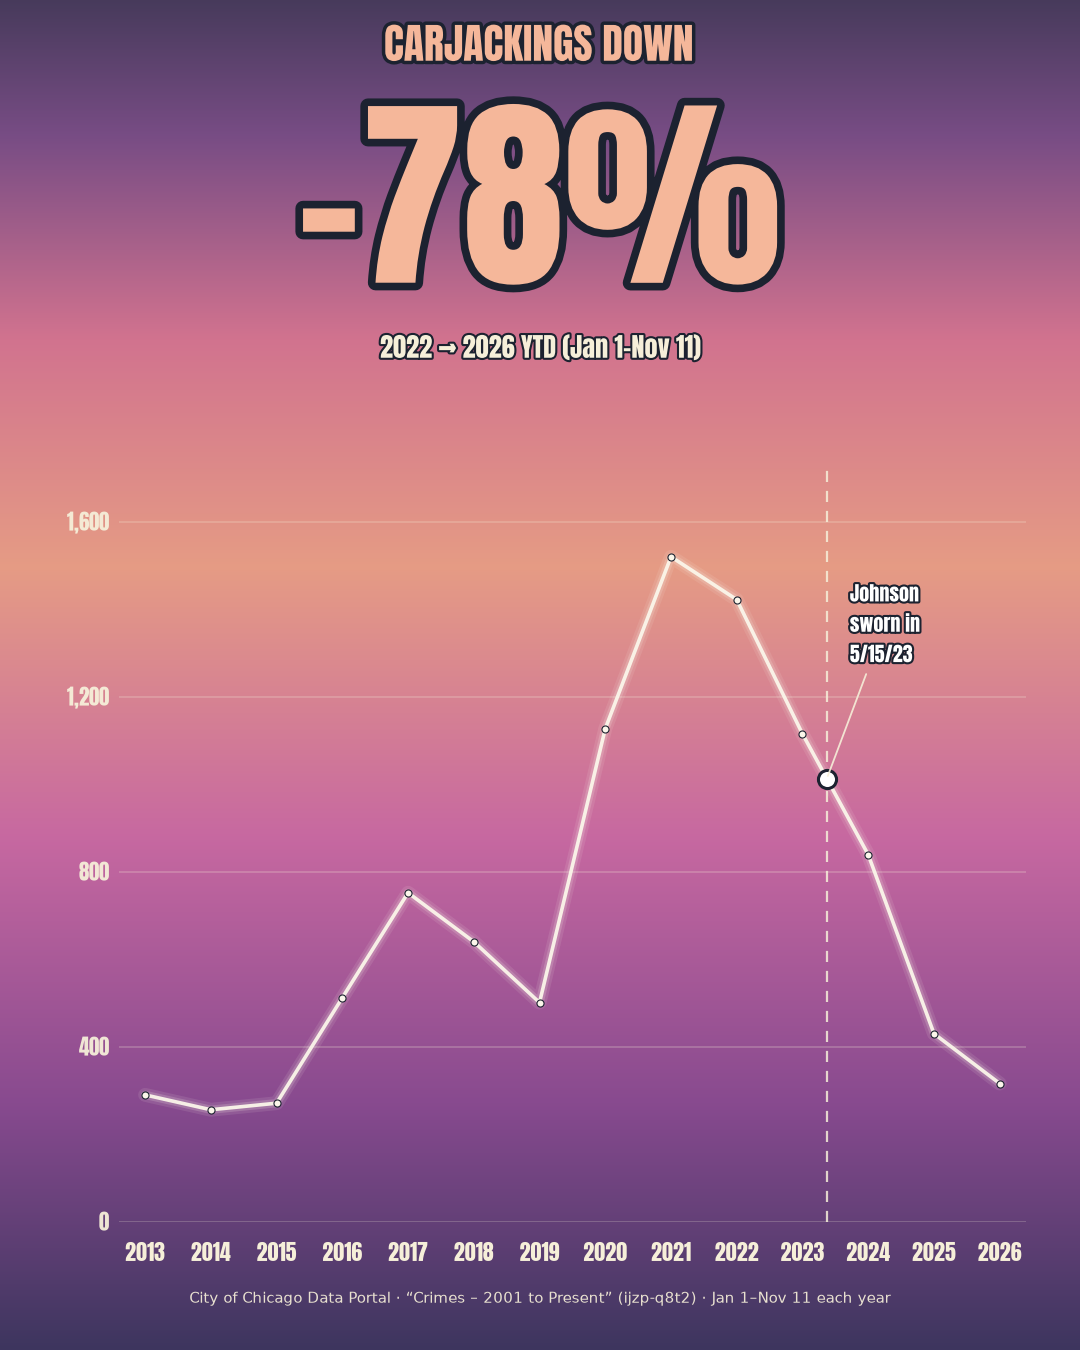 CARJACKINGS DOWN
-78%
2022 → 2026 YTD (Jan 1-Nov 11)
1,600
Johnson
sworn in
5/15/23
1,200
800
400
0
2013 2014 2015 2016 2017 2018 2019 2020 2021 2022 2023 2024 2025 2026
City of Chicago Data Portal · “Crimes – 2001 to Present” (ijzp-q8t2) · Jan 1–Nov 11 each year